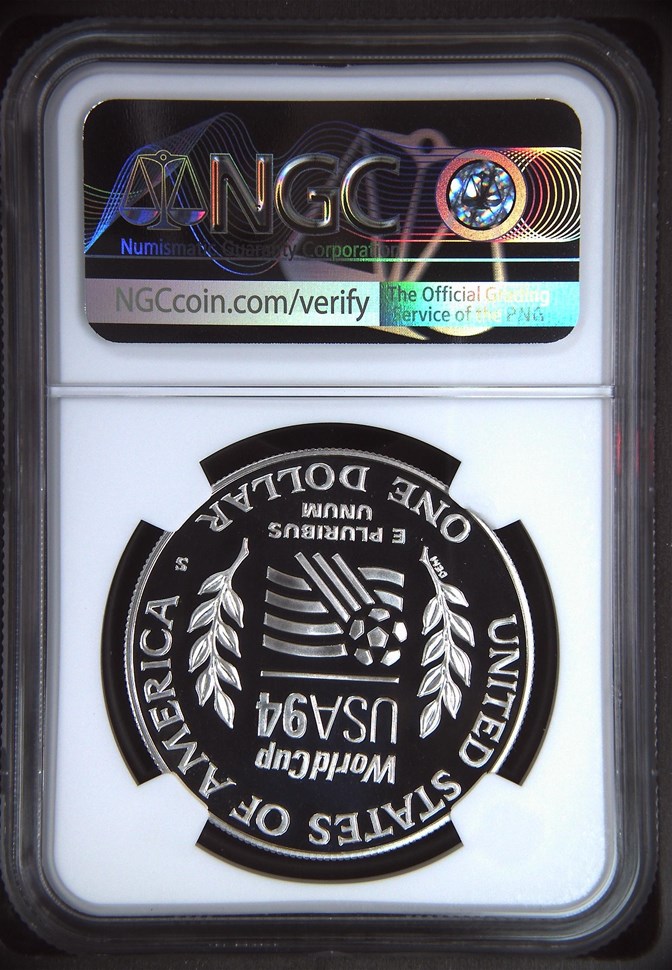 NGC
Numismatic Guaranty Corporation
NGCcoin.com/verify
The Official Grading
Service of the PNG
UNITED STATES OF AMERICA
WorldCup
USA94
E PLURIBUS
UNUM
DEM
S
ONE DOLLAR